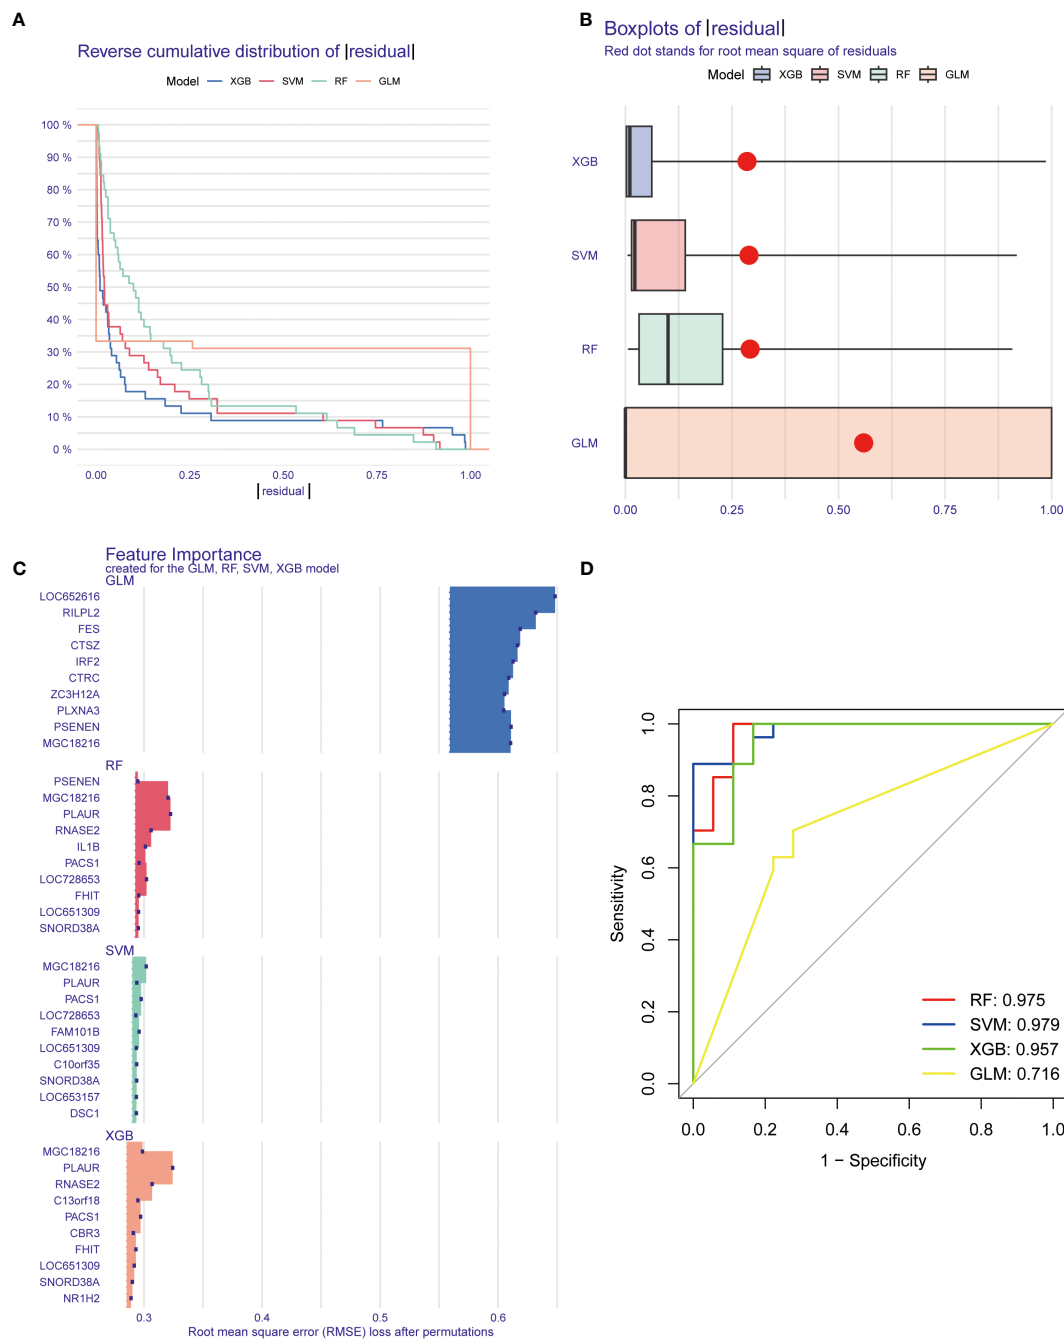 A
Reverse cumulative distribution of |residual|
Model XGB SVM RF GLM
100 %
90 %
80 %
70 %
60 %
50 %
40 %
30 %
20 %
10 %
0 %
0.00 0.25 0.50 0.75 1.00
|residual|
B
Boxplots of |residual|
Red dot stands for root mean square of residuals
Model XGB SVM RF GLM
XGB
SVM
RF
GLM
0.00 0.25 0.50 0.75 1.00
C
Feature Importance
created for the GLM, RF, SVM, XGB model
GLM
LOC652616
RILPL2
FES
CTSZ
IRF2
CTRC
ZC3H12A
PLXNA3
PSENEN
MGC18216
RF
PSENEN
MGC18216
PLAUR
RNASE2
IL1B
PACS1
LOC728653
FHIT
LOC651309
SNORD38A
SVM
MGC18216
PLAUR
PACS1
LOC728653
FAM101B
LOC651309
C10orf35
SNORD38A
LOC653157
DSC1
XGB
MGC18216
PLAUR
RNASE2
C13orf18
PACS1
CBR3
FHIT
LOC651309
SNORD38A
NR1H2
0.3 0.4 0.5 0.6
Root mean square error (RMSE) loss after permutations
D
Sensitivity
1.0
0.8
0.6
0.4
0.2
0.0
RF: 0.975
SVM: 0.979
XGB: 0.957
GLM: 0.716
0.0 0.2 0.4 0.6 0.8 1.0
1 − Specificity